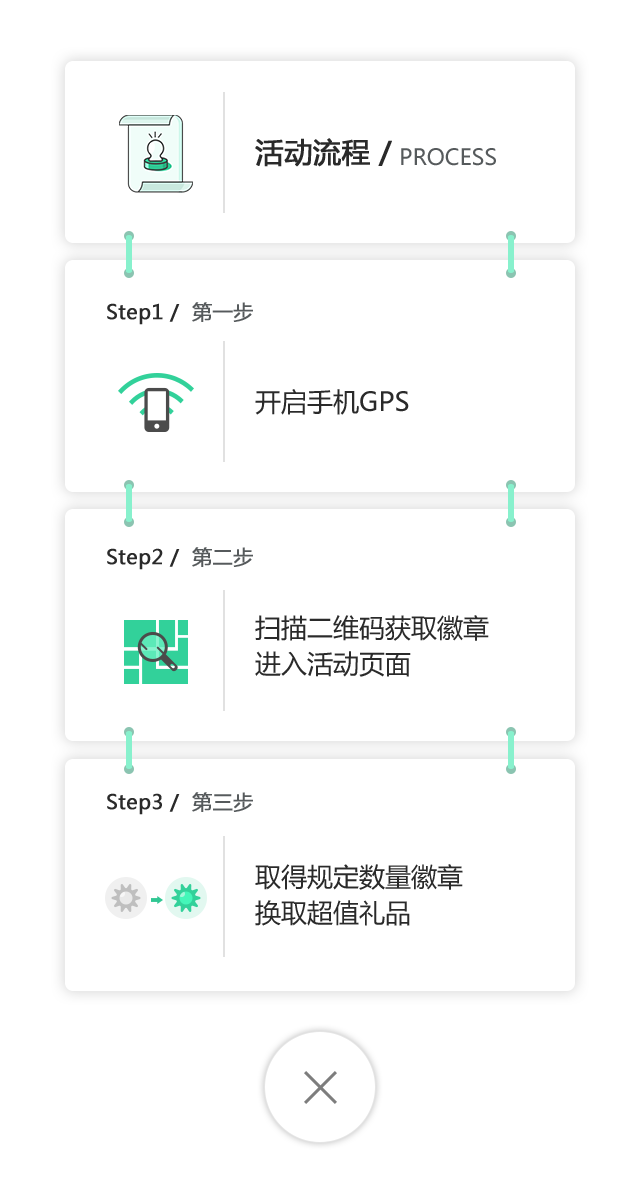 活动流程 / PROCESS
Step1 / 第一步
开启手机GPS
Step2 / 第二步
扫描二维码获取徽章
进入活动页面
Step3 / 第三步
取得规定数量徽章
换取超值礼品